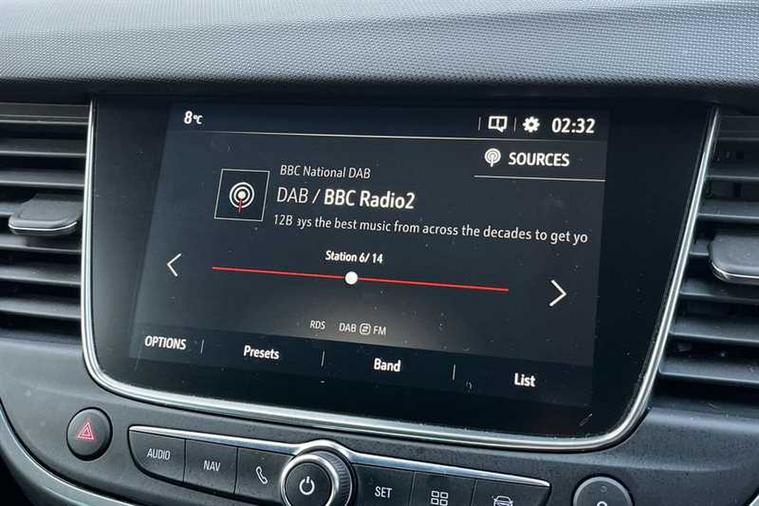 8°C
02:32
SOURCES
BBC National DAB
DAB / BBC Radio2
12B ays the best music from across the decades to get yo
Station 6/ 14
RDS DAB FM
OPTIONS Presets Band List
AUDIO NAV SET